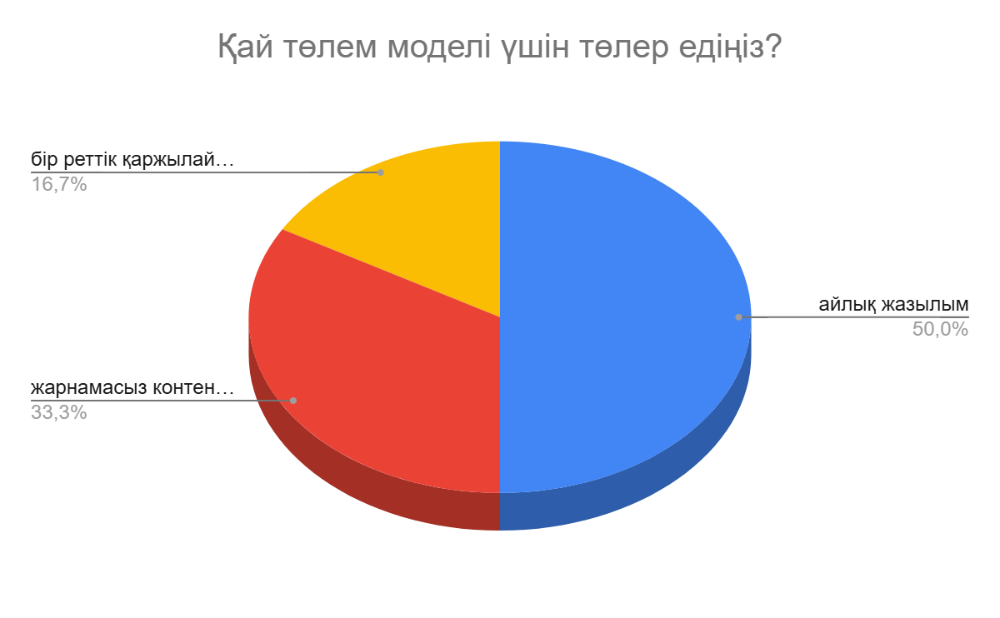 Қай төлем моделі үшін төлер едіңіз?
бір реттік қаржылай…
16,7%
айлық жазылым
50,0%
жарнамасыз контен…
33,3%